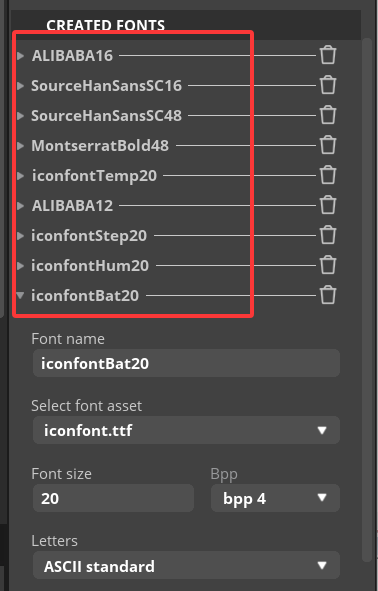 CREATED FONTS
ALIBABA16
SourceHanSansSC16
SourceHanSansSC48
MontserratBold48
iconfontTemp20
ALIBABA12
iconfontStep20
iconfontHum20
iconfontBat20
Font name
iconfontBat20
Select font asset
iconfont.ttf
Font size Bpp
20 bpp 4
Letters
ASCII standard